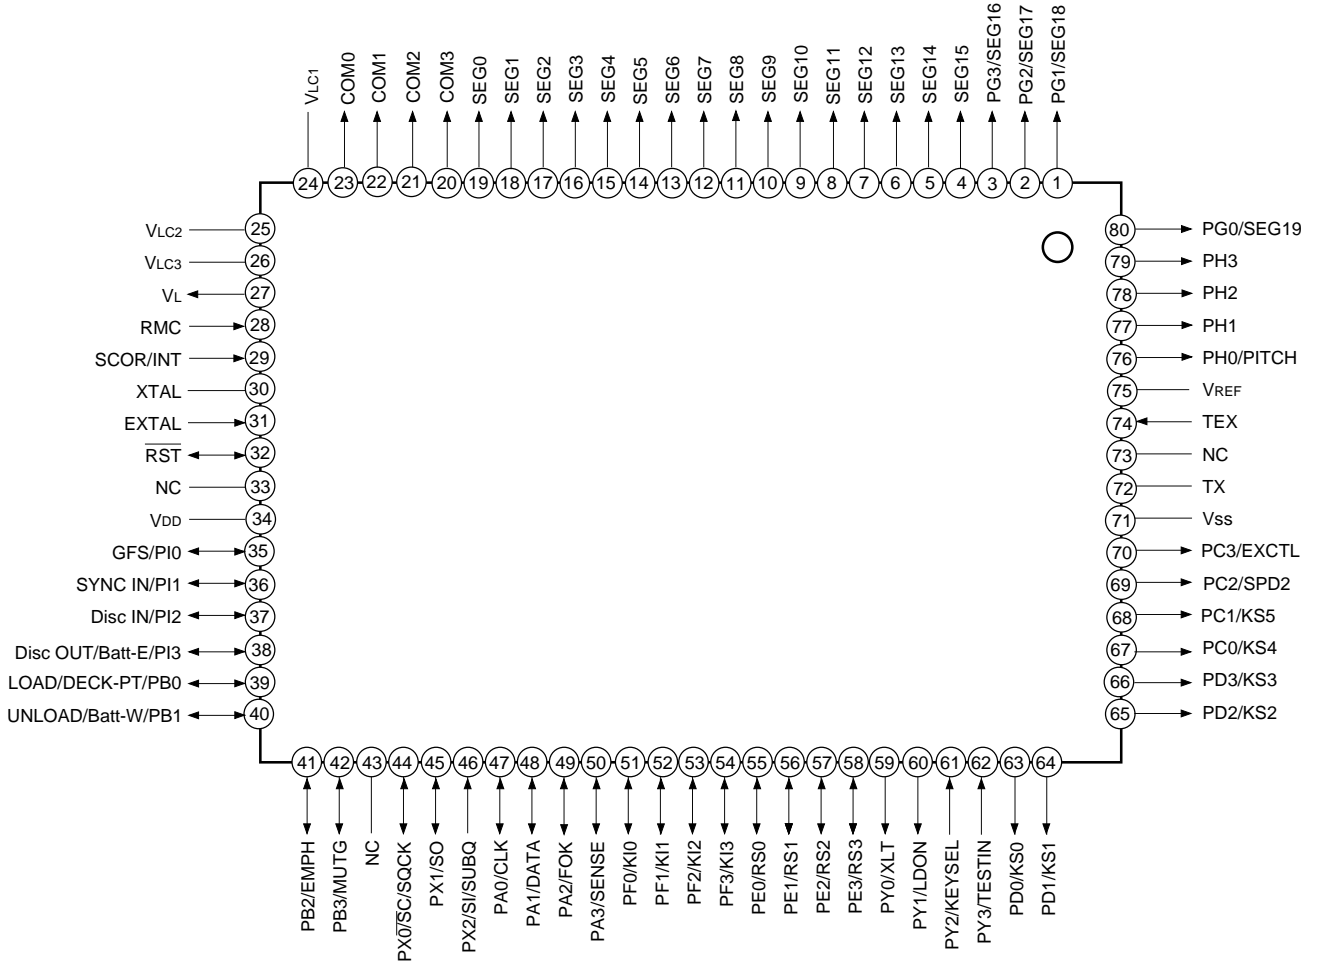 VLC1
COM0
COM1
COM2
COM3
SEG0
SEG1
SEG2
SEG3
SEG4
SEG5
SEG6
SEG7
SEG8
SEG9
SEG10
SEG11
SEG12
SEG13
SEG14
SEG15
PG3/SEG16
PG2/SEG17
PG1/SEG18
24 23 22 21 20 19 18 17 16 15 14 13 12 11 10 9 8 7 6 5 4 3 2 1
VLC2 25
VLC3 26
VL 27
RMC 28
SCOR/INT 29
XTAL 30
EXTAL 31
RST 32
NC 33
VDD 34
GFS/PI0 35
SYNC IN/PI1 36
Disc IN/PI2 37
Disc OUT/Batt-E/PI3 38
LOAD/DECK-PT/PB0 39
UNLOAD/Batt-W/PB1 40
80 PG0/SEG19
79 PH3
78 PH2
77 PH1
76 PH0/PITCH
75 VREF
74 TEX
73 NC
72 TX
71 Vss
70 PC3/EXCTL
69 PC2/SPD2
68 PC1/KS5
67 PC0/KS4
66 PD3/KS3
65 PD2/KS2
41 42 43 44 45 46 47 48 49 50 51 52 53 54 55 56 57 58 59 60 61 62 63 64
PB2/EMPH
PB3/MUTG
NC
PX0/SC/SQCK
PX1/SO
PX2/SI/SUBQ
PA0/CLK
PA1/DATA
PA2/FOK
PA3/SENSE
PF0/KI0
PF1/KI1
PF2/KI2
PF3/KI3
PE0/RS0
PE1/RS1
PE2/RS2
PE3/RS3
PY0/XLT
PY1/LDON
PY2/KEYSEL
PY3/TESTIN
PD0/KS0
PD1/KS1